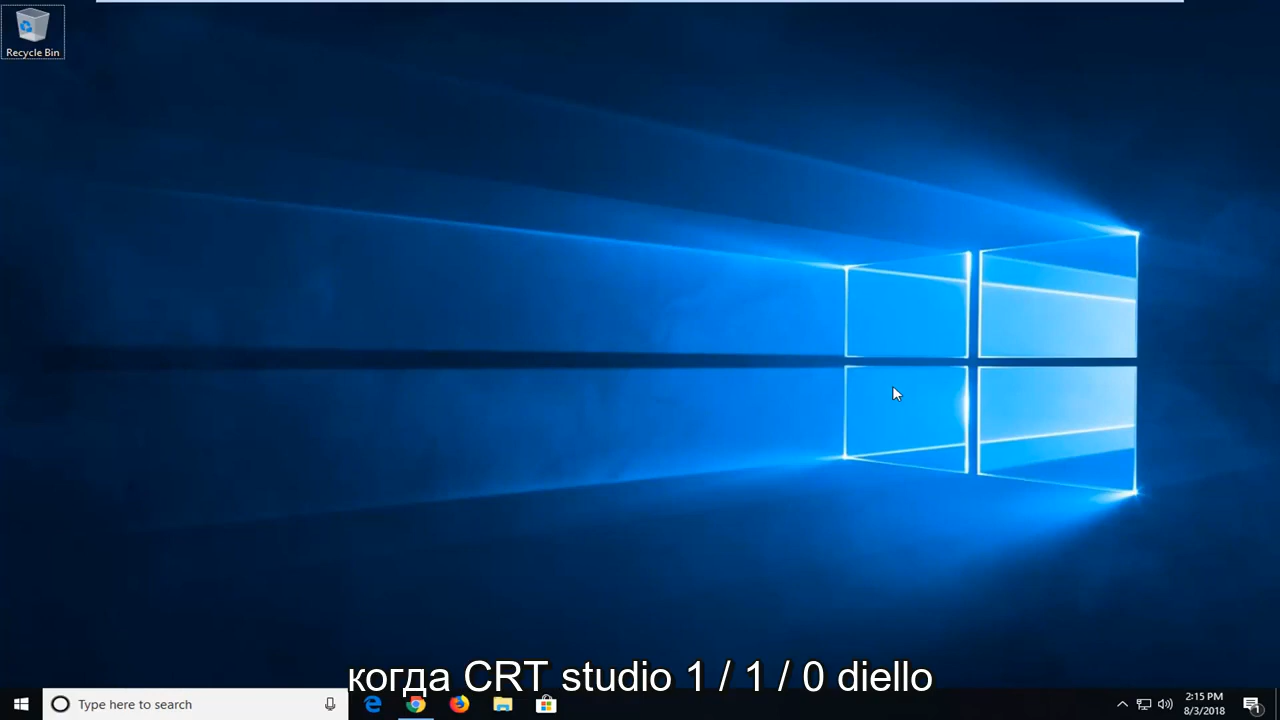 Recycle Bin
когда CRT studio 1 / 1 / 0 diello
Type here to search
2:15 PM
8/3/2018
1